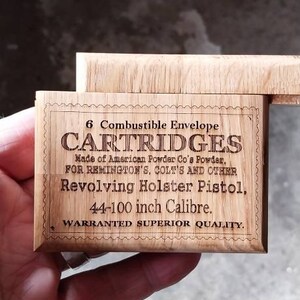 6 Combustible Envelope
CARTRIDGES
Made of American Powder Co's Powder,
FOR REMINGTON'S, COLT'S AND OTHER
Revolving Holster Pistol,
44-100 inch Calibre.
WARRANTED SUPERIOR QUALITY.